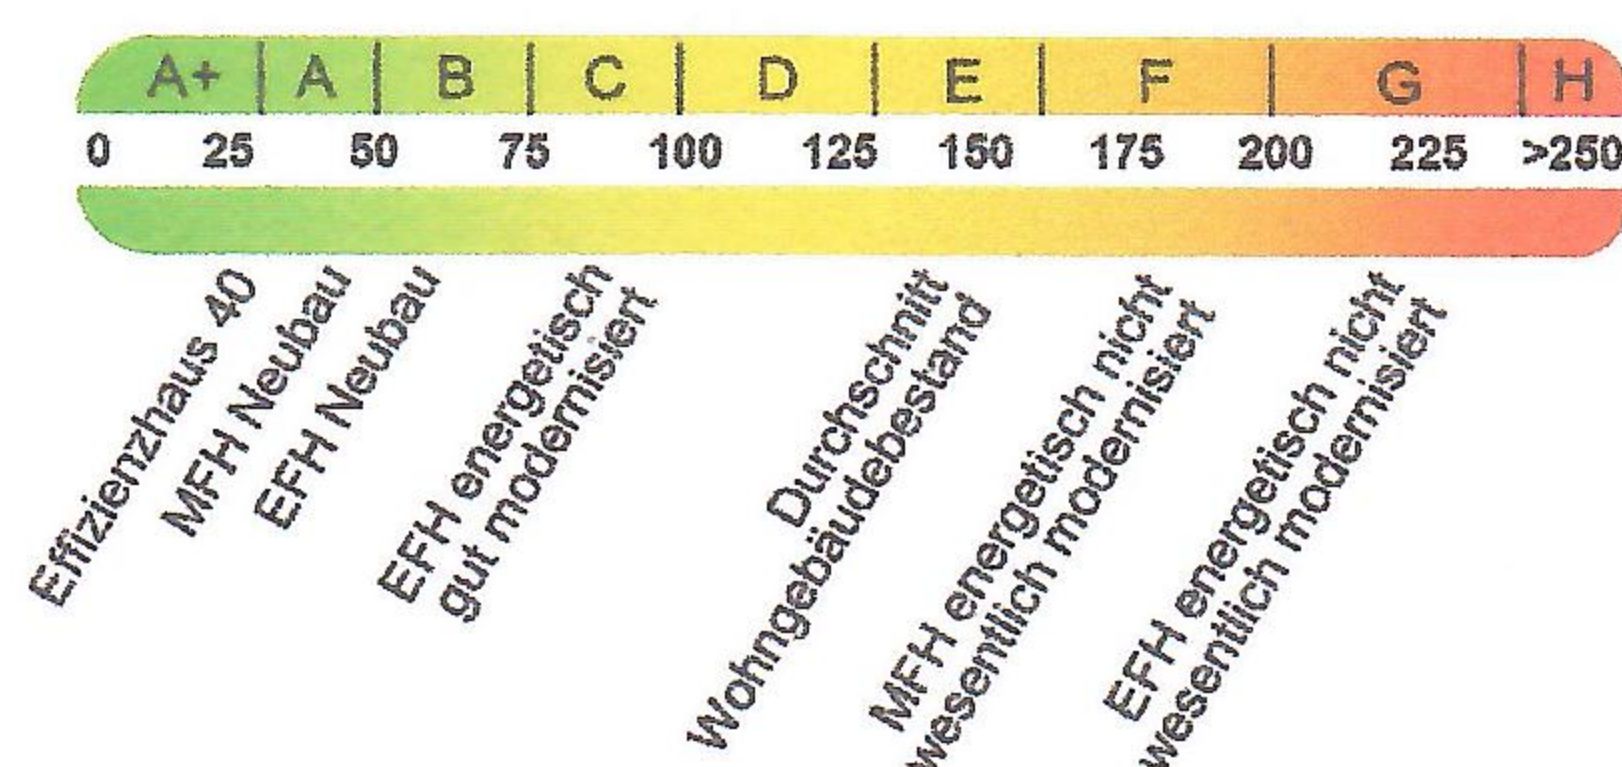 A+ A B C D E F G H
0 25 50 75 100 125 150 175 200 225 >250
Effizienzhaus 40
MFH Neubau
EFH Neubau
EFH energetisch
gut modernisiert
Durchschnitt
Wohngebäudebestand
MFH energetisch nicht
wesentlich modernisiert
EFH energetisch nicht
wesentlich modernisiert